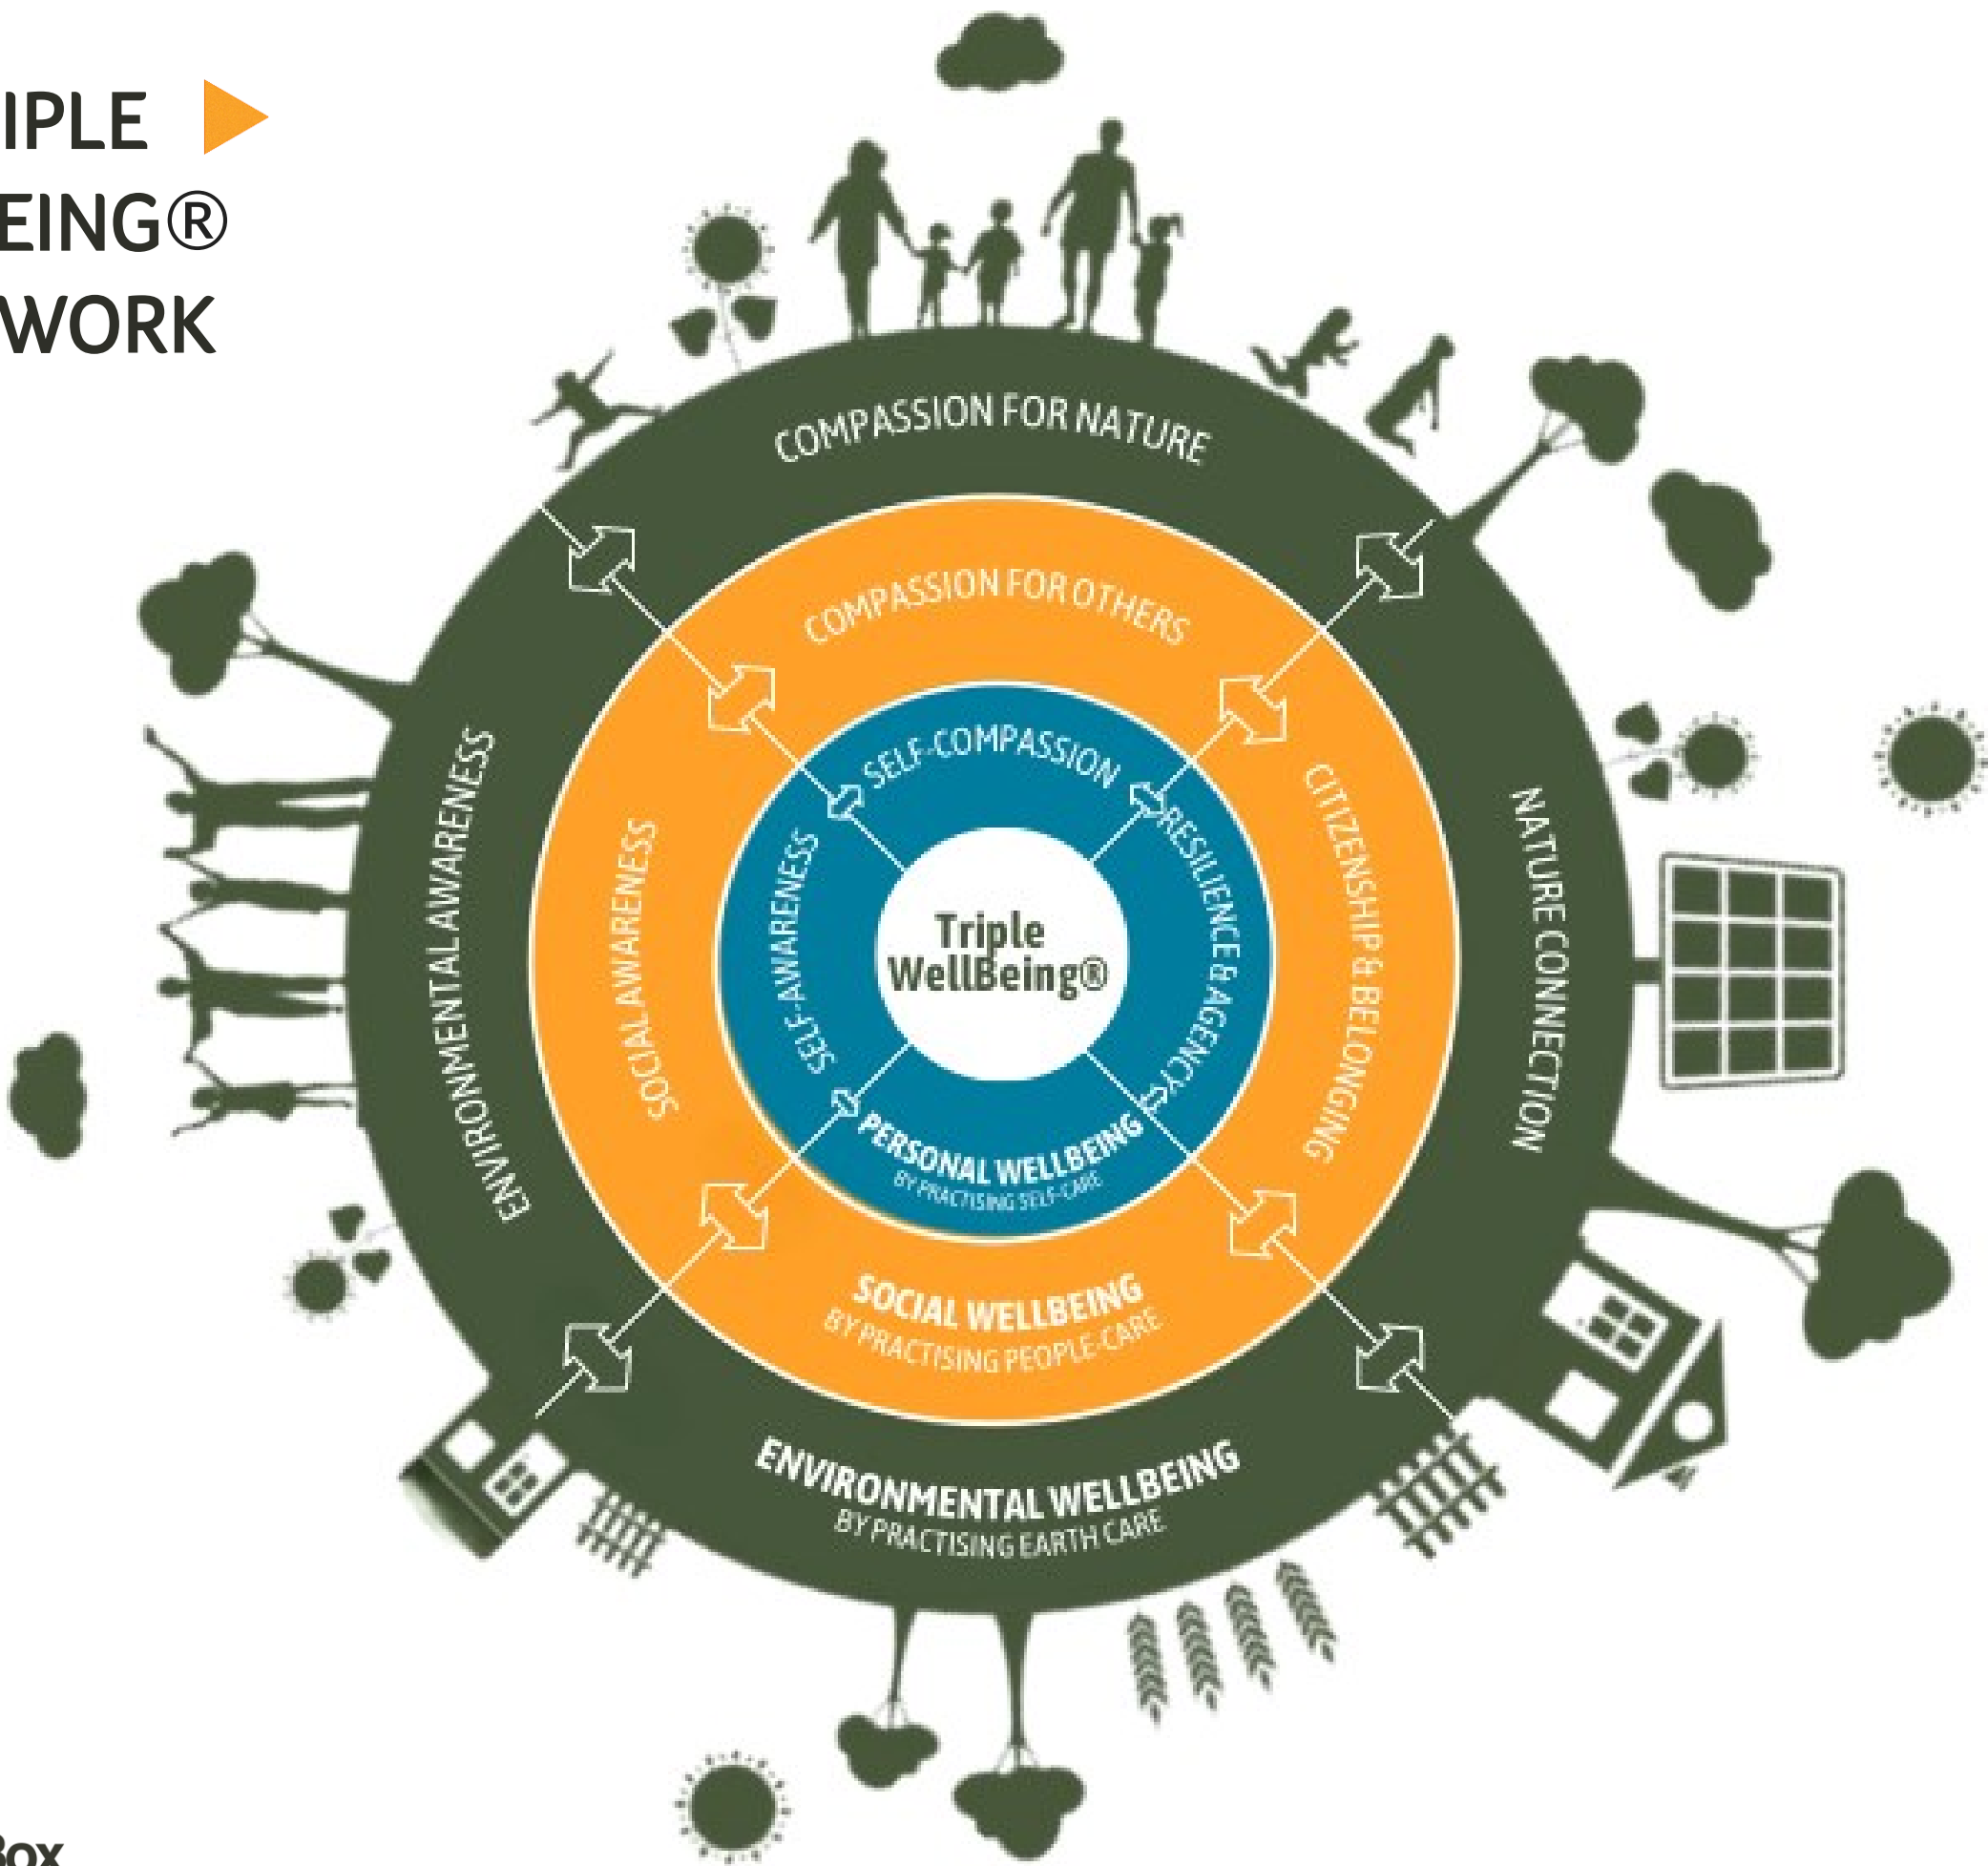 IPLE
EING®
WORK
COMPASSION FOR NATURE
COMPASSION FOR OTHERS
SELF-COMPASSION
ENVIRONMENTAL AWARENESS
SOCIAL AWARENESS
SELF-AWARENESS
Triple
WellBeing®
RESILIENCE & AGENCY
CITIZENSHIP & BELONGING
NATURE CONNECTION
PERSONAL WELLBEING
BY PRACTISING SELF-CARE
SOCIAL WELLBEING
BY PRACTISING PEOPLE-CARE
ENVIRONMENTAL WELLBEING
BY PRACTISING EARTH CARE
Box